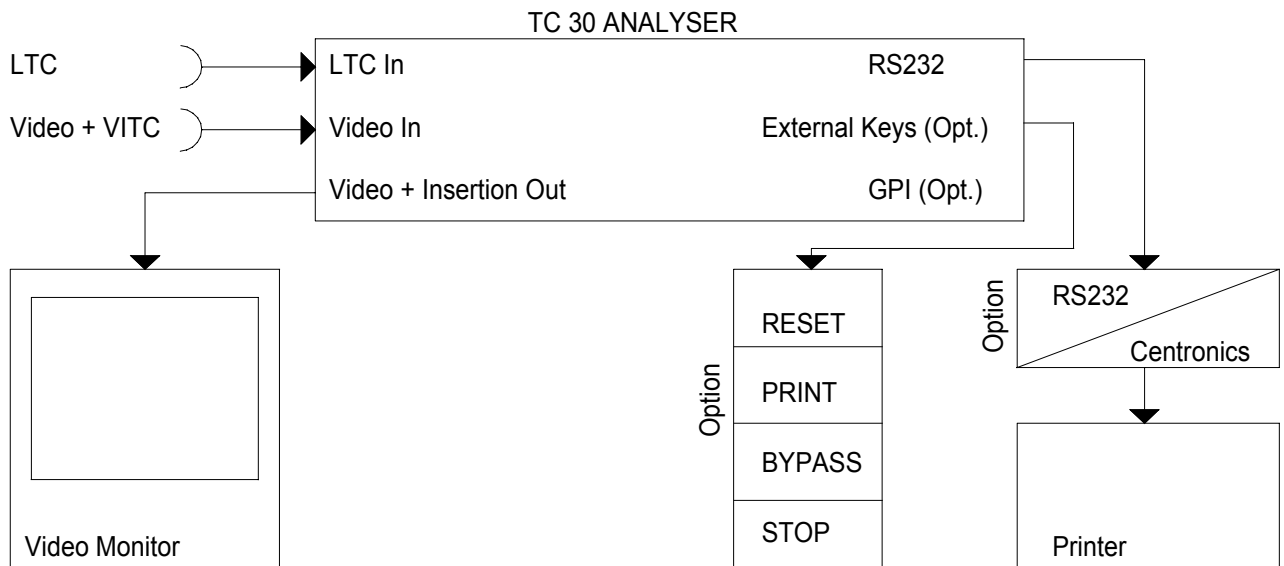 TC 30 ANALYSER
LTC
LTC In
RS232
Video + VITC
Video In
External Keys (Opt.)
Video + Insertion Out
GPI (Opt.)
Option
RESET
PRINT
BYPASS
STOP
Option
RS232
Centronics
Video Monitor
Printer